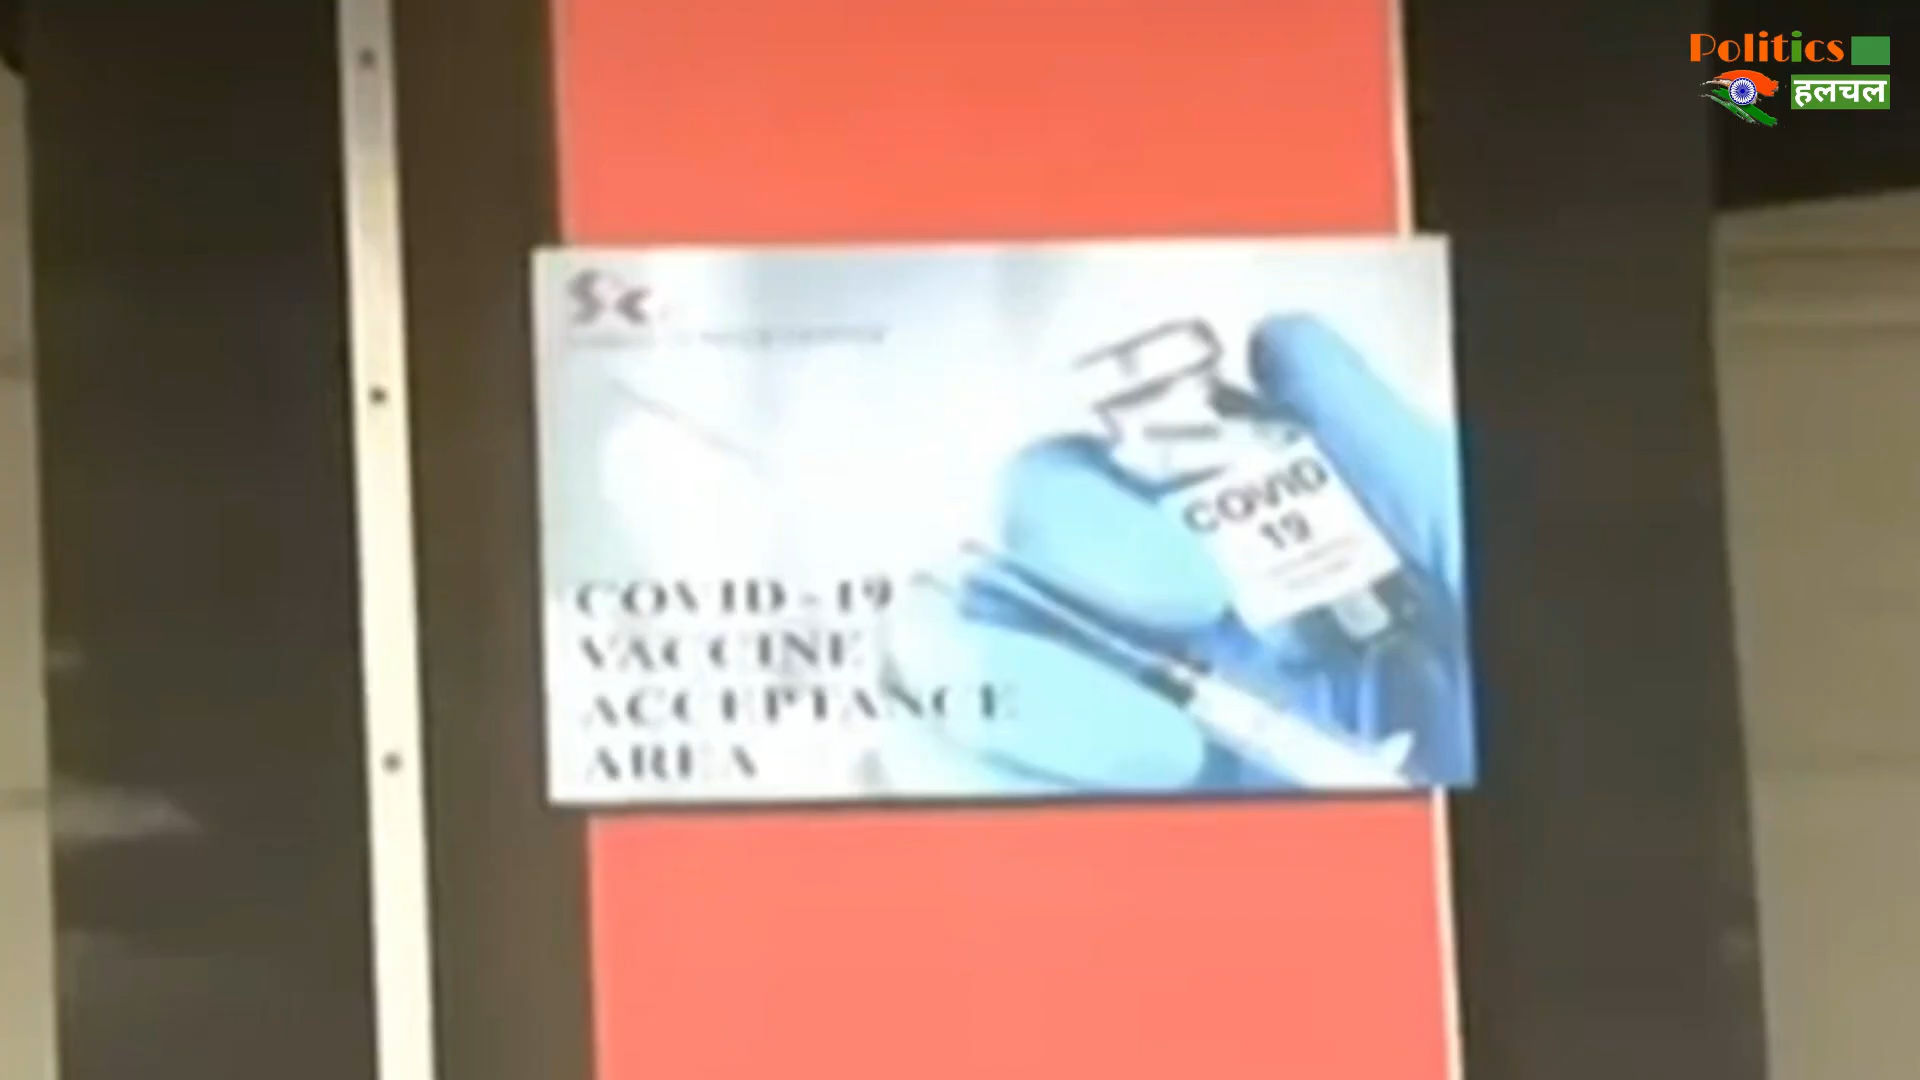 Politics
हलचल
COVID
19
COVID-19
VACCINE
ACCEPTANCE
AREA